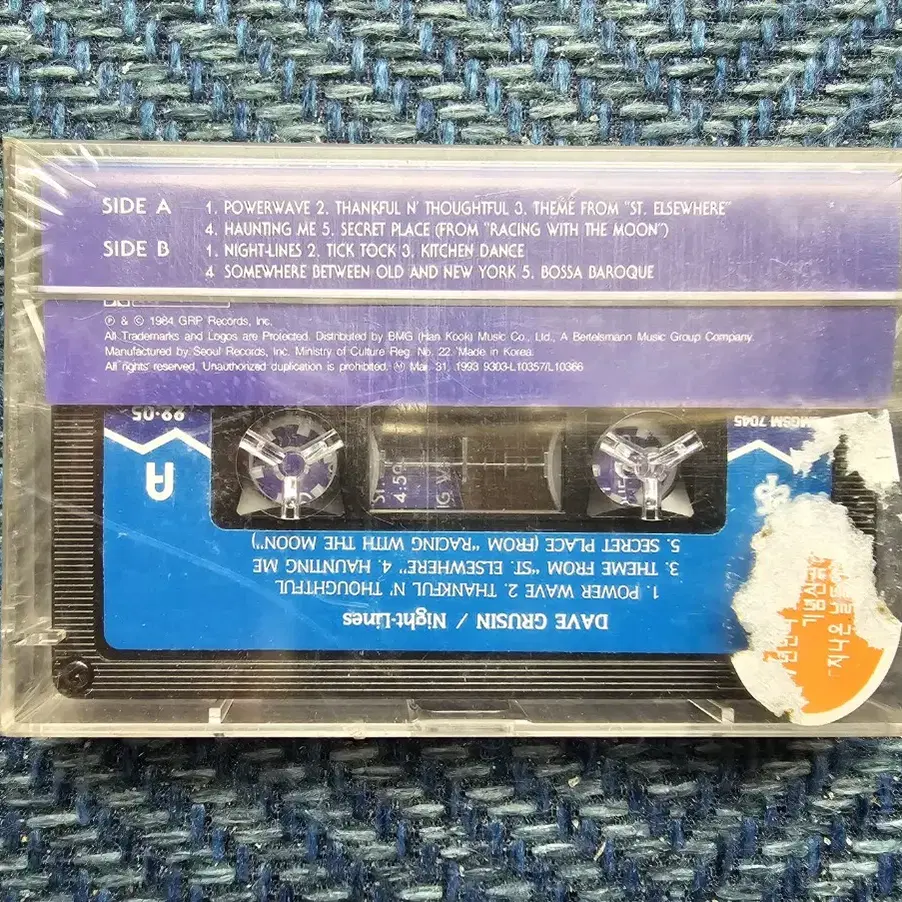 SIDE A 1. POWERWAVE 2. THANKFUL N' THOUGHTFUL 3. THEME FROM "ST. ELSEWHERE"
4. HAUNTING ME 5. SECRET PLACE (FROM "RACING WITH THE MOON")
SIDE B 1. NIGHT-LINES 2. TICK TOCK 3. KITCHEN DANCE
4 SOMEWHERE BETWEEN OLD AND NEW YORK 5. BOSSA BAROQUE
℗ & © 1984 GRP Records, Inc.
All Trademarks and Logos are Protected. Distributed by BMG (Han Kook) Music Co., Ltd., A Bertelsmann Music Group Company.
Manufactured by Seoul Records, Inc. Ministry of Culture Reg. No. 22. Made in Korea.
All rights reserved. Unauthorized duplication is prohibited. Ⓜ Mar. 31, 1993 9303-L10357/L10366
DAVE GRUSIN / Night-Lines
1. POWER WAVE 2. THANKFUL N' THOUGHTFUL
3. THEME FROM "ST. ELSEWHERE" 4. HAUNTING ME
5. SECRET PLACE (FROM "RACING WITH THE MOON")
A
MGSM 7045
지나온